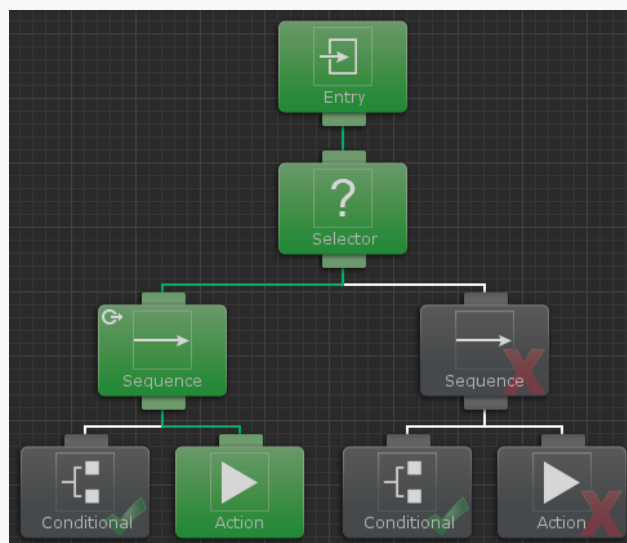 Entry
?
Selector
Sequence
Sequence
Conditional
Action
Conditional
Action